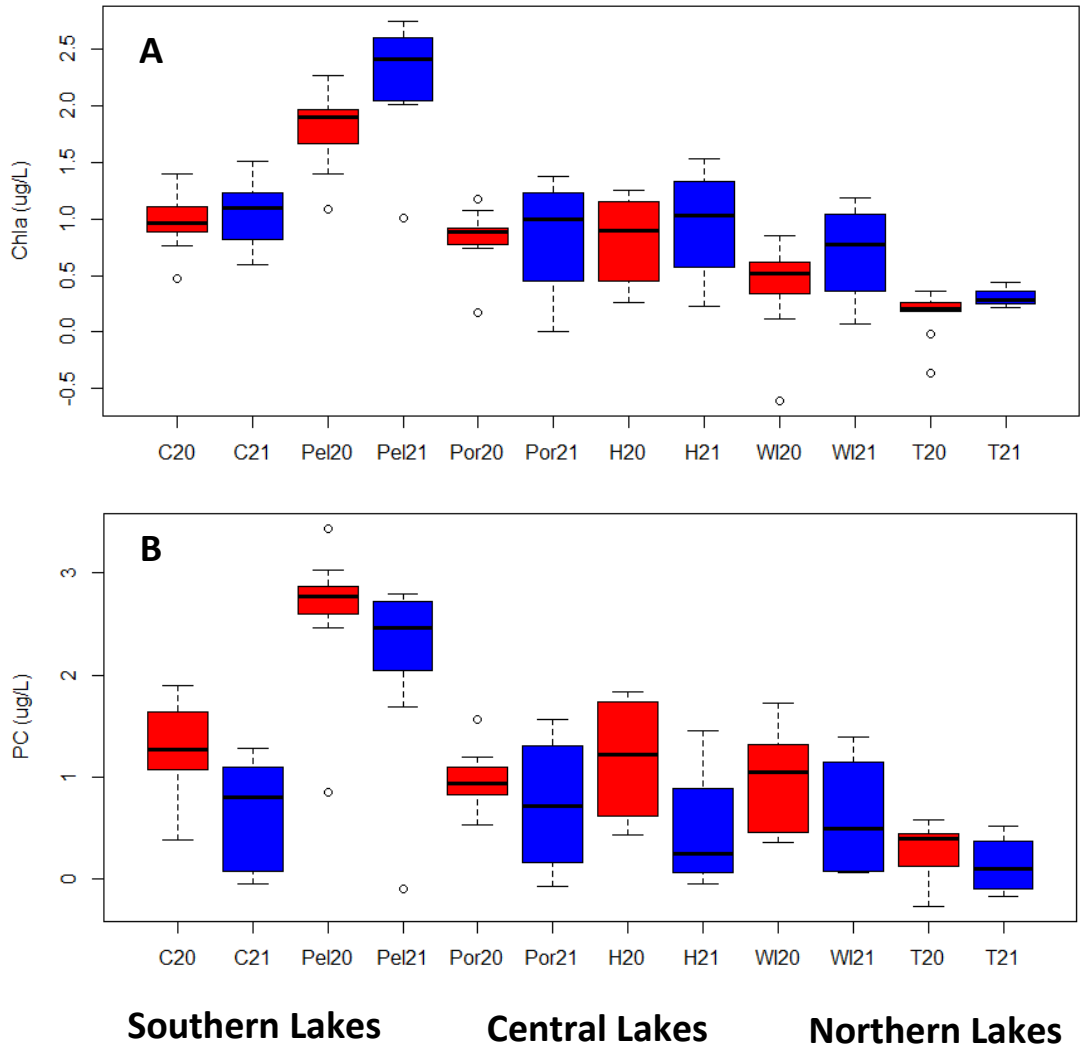 A
Chla (ug/L)
2.5
2.0
1.5
1.0
0.5
0.0
-0.5
C20 C21 Pel20 Pel21 Por20 Por21 H20 H21 WI20 WI21 T20 T21
B
PC (ug/L)
3
2
1
0
C20 C21 Pel20 Pel21 Por20 Por21 H20 H21 WI20 WI21 T20 T21
Southern Lakes Central Lakes Northern Lakes